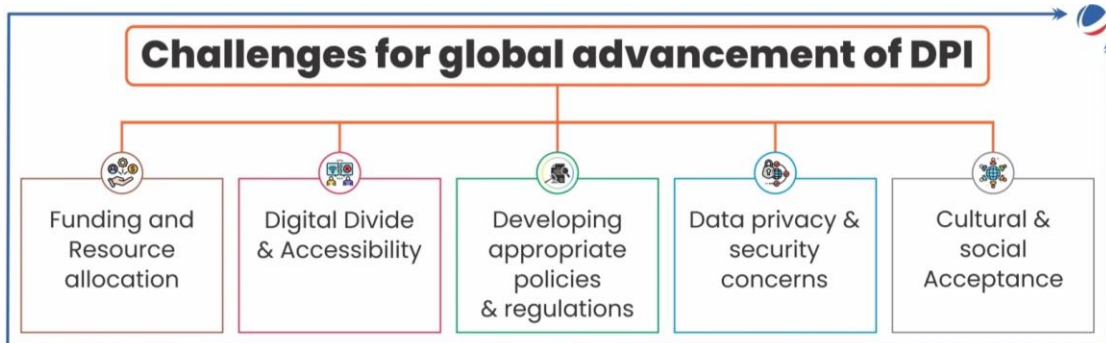 Challenges for global advancement of DPI
Funding and
Resource
allocation
Digital Divide
& Accessibility
Developing
appropriate
policies
& regulations
Data privacy &
security
concerns
Cultural &
social
Acceptance